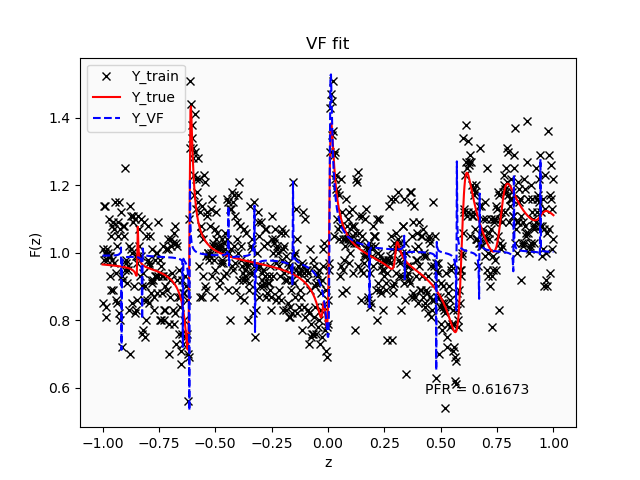 VF fit
Y_train
Y_true
Y_VF
F(z)
1.4
1.2
1.0
0.8
0.6
PFR = 0.61673
−1.00 −0.75 −0.50 −0.25 0.00 0.25 0.50 0.75 1.00
z